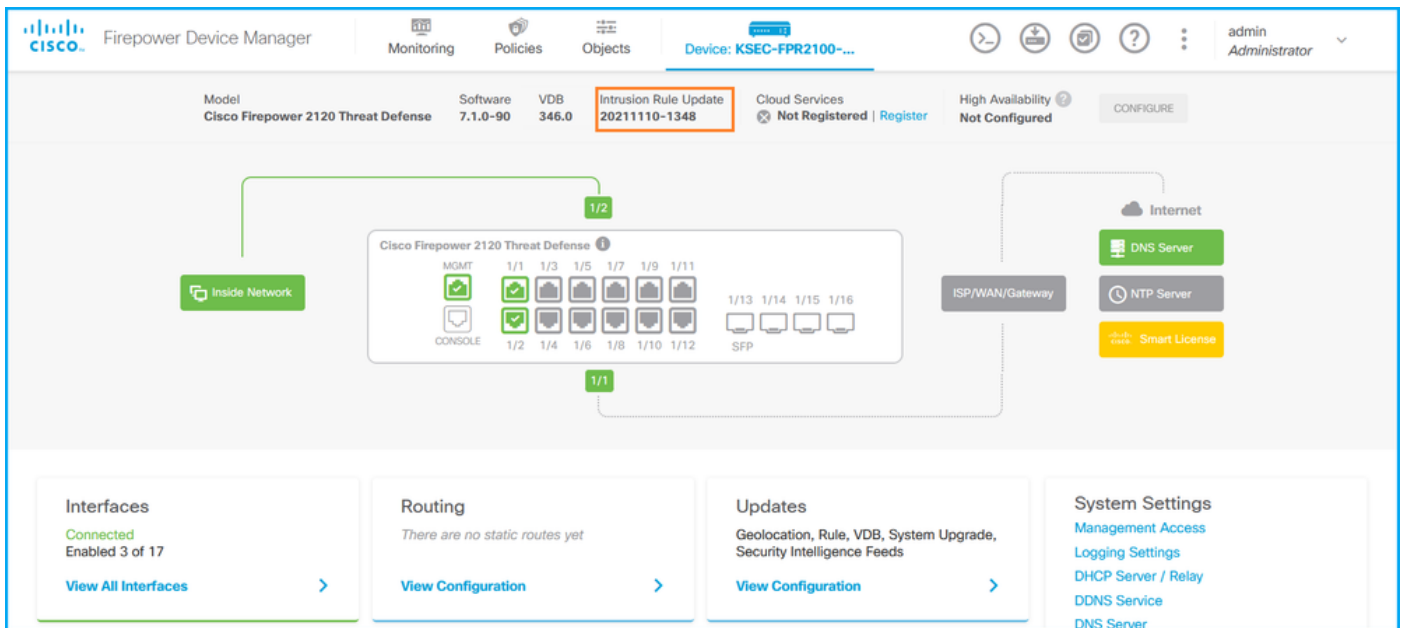 CISCO Firepower Device Manager
Monitoring
Policies
Objects
Device: KSEC-FPR2100-...
admin
Administrator
Model
Cisco Firepower 2120 Threat Defense
Software
7.1.0-90
VDB
346.0
Intrusion Rule Update
20211110-1348
Cloud Services
Not Registered | Register
High Availability ?
Not Configured
CONFIGURE
1/2
Internet
Cisco Firepower 2120 Threat Defense
DNS Server
MGMT 1/1 1/3 1/5 1/7 1/9 1/11
Inside Network
1/13 1/14 1/15 1/16
ISP/WAN/Gateway
NTP Server
CONSOLE 1/2 1/4 1/6 1/8 1/10 1/12 SFP
cisco Smart License
1/1
Interfaces
Connected
Enabled 3 of 17
View All Interfaces
Routing
There are no static routes yet
View Configuration
Updates
Geolocation, Rule, VDB, System Upgrade,
Security Intelligence Feeds
View Configuration
System Settings
Management Access
Logging Settings
DHCP Server / Relay
DDNS Service
DNS Server